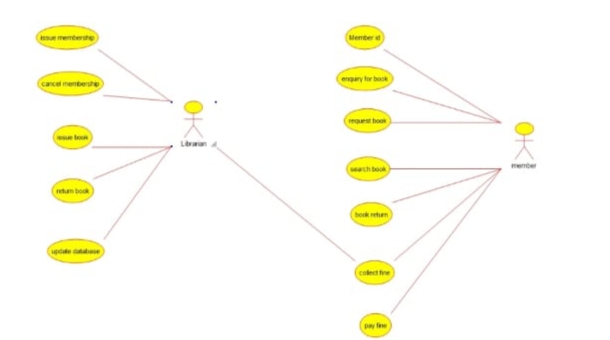 issue membership
cancel membership
issue book
return book
update database
Librarian
Member id
enquiry for book
request book
search book
book return
collect fine
pay fine
member